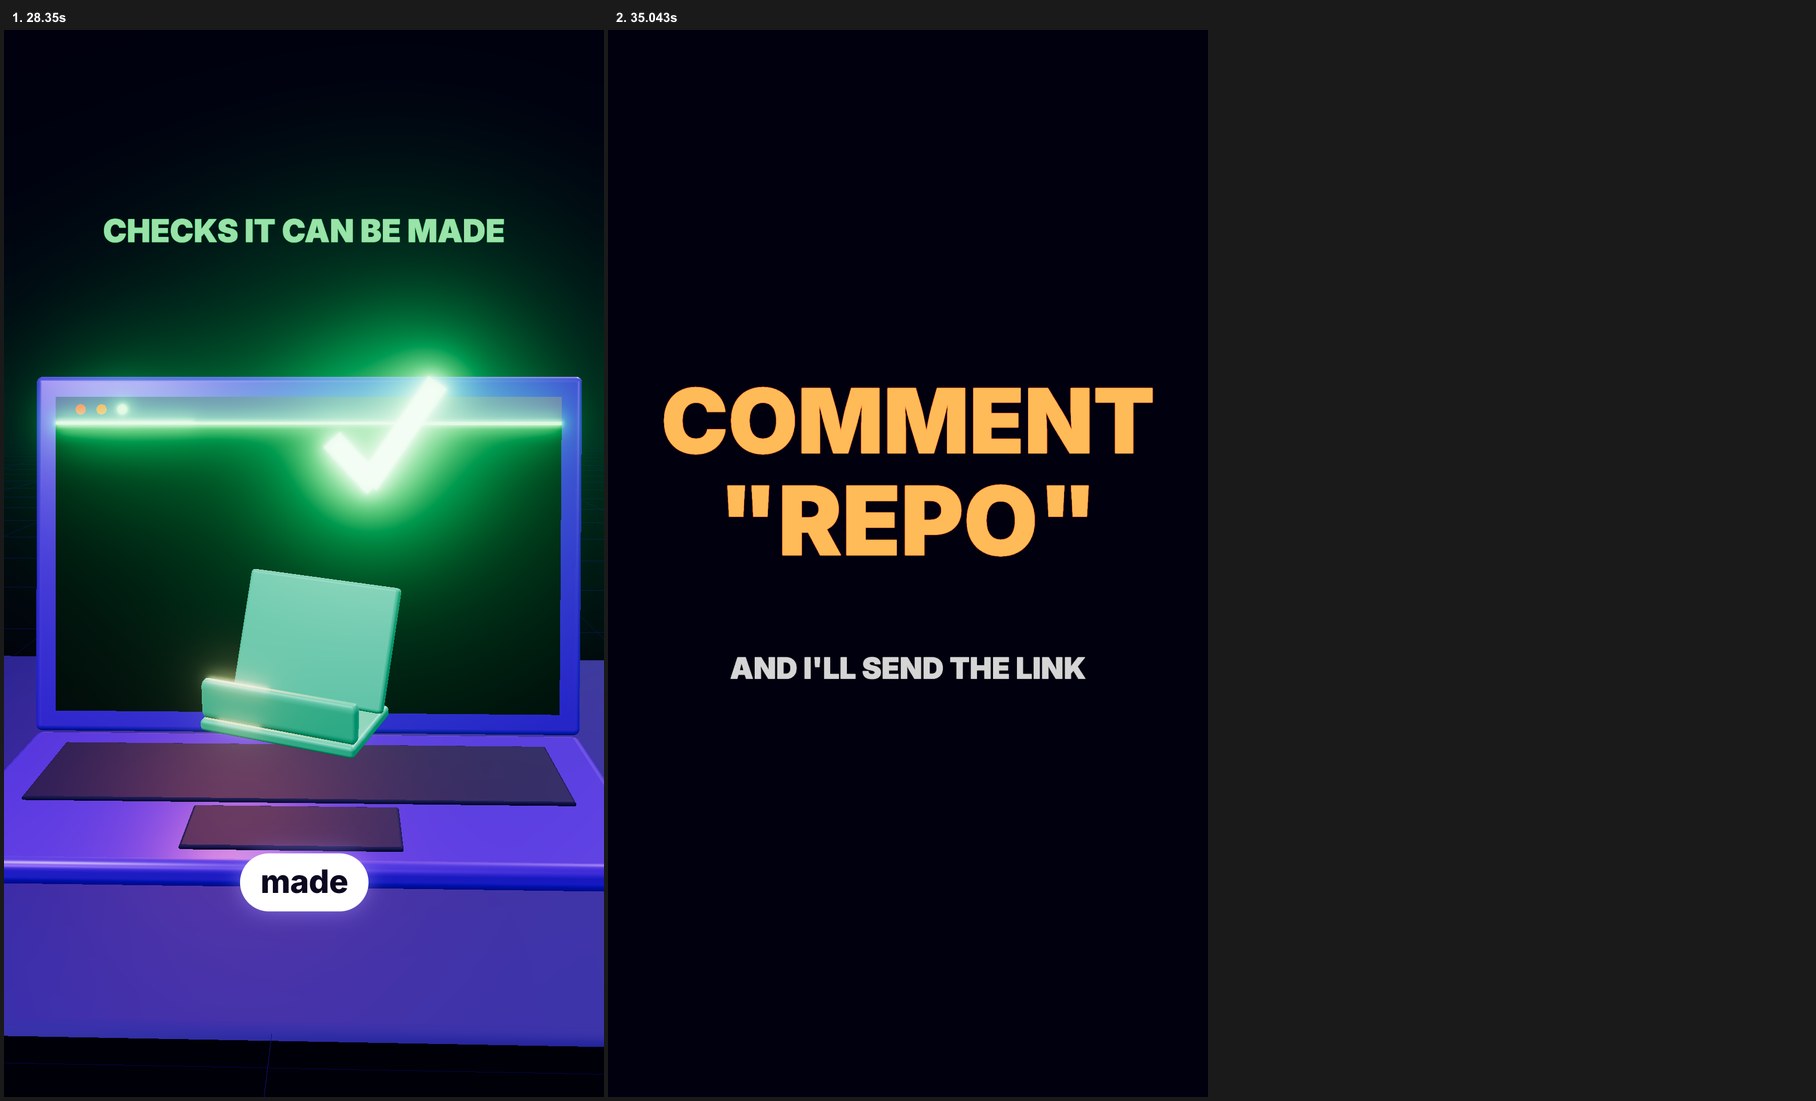 1. 28.35s
CHECKS IT CAN BE MADE
made
2. 35.043s
COMMENT
"REPO"
AND I'LL SEND THE LINK